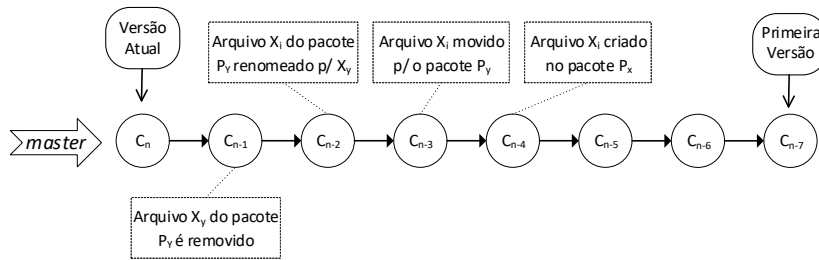 Versão
Atual
Arquivo Xi do pacote
PY renomeado p/ Xy
Arquivo Xi movido
p/ o pacote Py
Arquivo Xi criado
no pacote Px
Primeira
Versão
master
Cn
Cn-1
Cn-2
Cn-3
Cn-4
Cn-5
Cn-6
Cn-7
Arquivo Xy do pacote
PY é removido